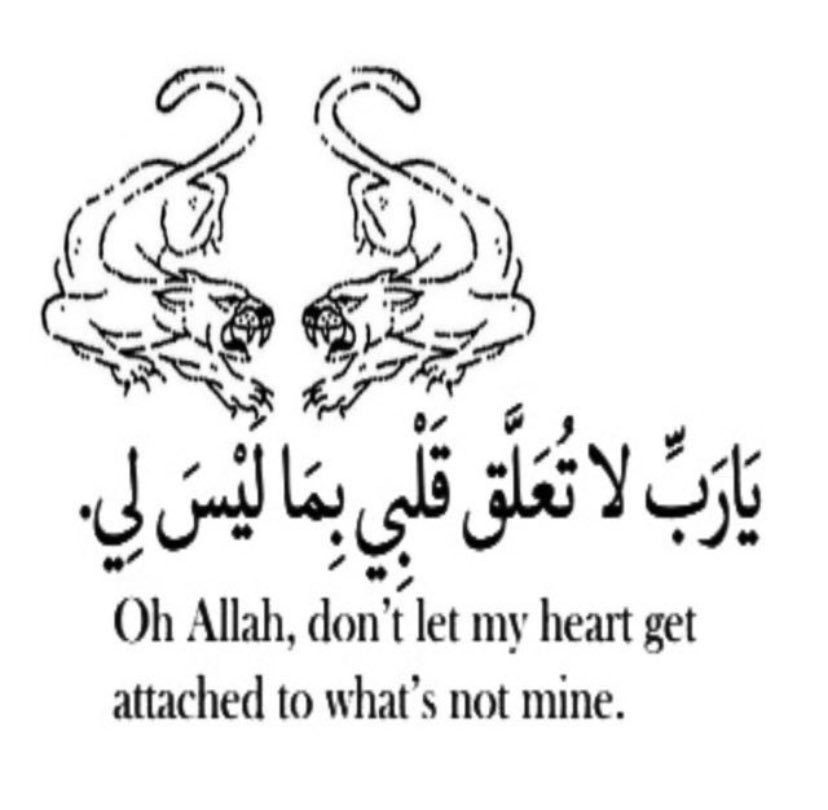 يَارَبِّ لا تُعَلَّق قَلْبِي بِمَا لَيْسَ لِي.
Oh Allah, don't let my heart get
attached to what's not mine.